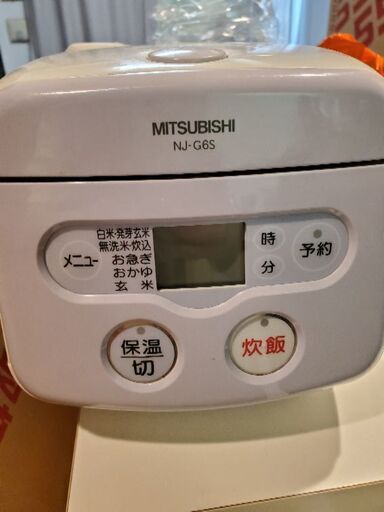 MITSUBISHI
NJ-G6S
メニュー
白米・発芽玄米
無洗米・炊込
お急ぎ
おかゆ
玄米
時
分
予約
保温
切
炊飯